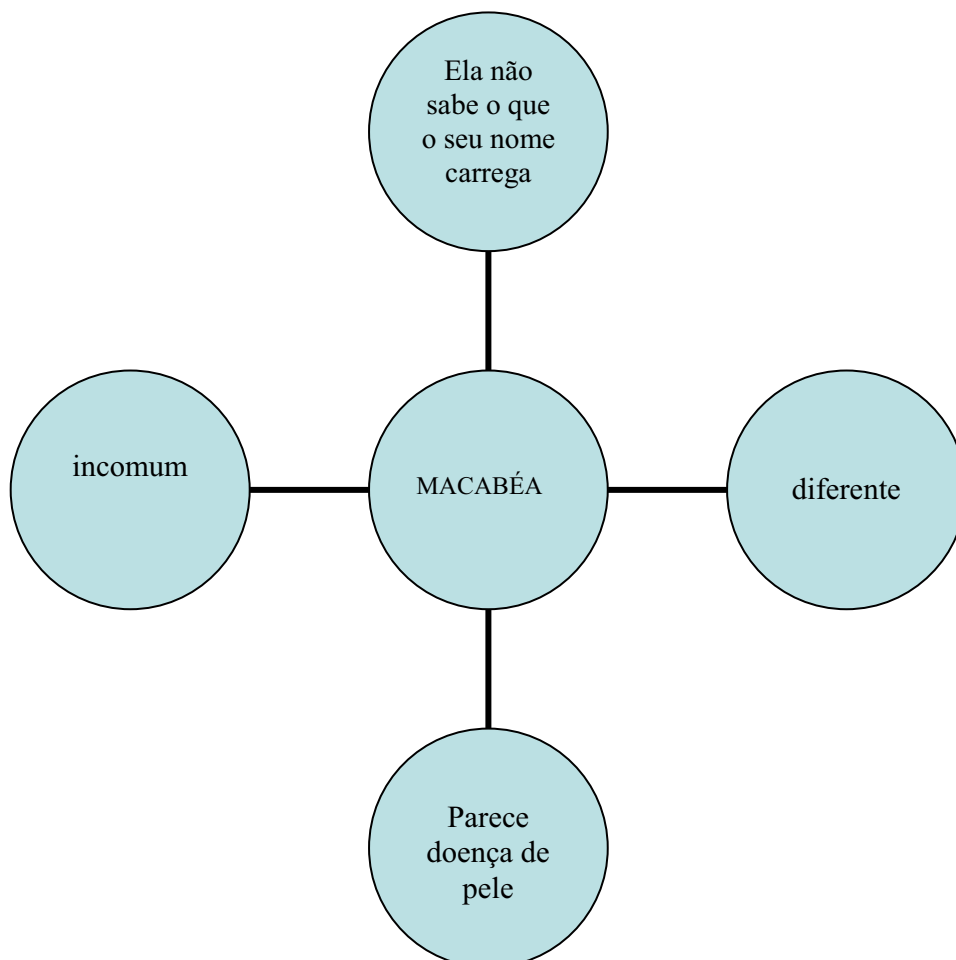 Ela não
sabe o que
o seu nome
carrega
incomum
MACABÉA
diferente
Parece
doença de
pele